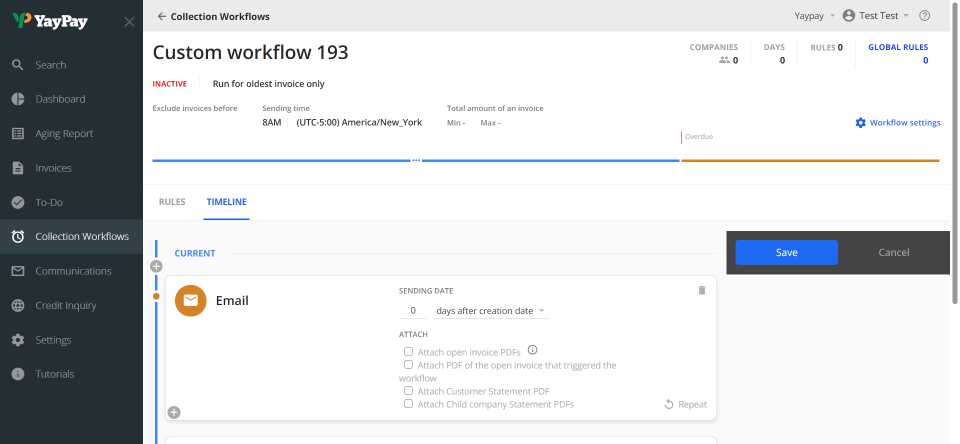 YayPay
Collection Workflows
Yaypay
Test Test
Search
Dashboard
Aging Report
Invoices
To-Do
Collection Workflows
Communications
Credit Inquiry
Settings
Tutorials
Custom workflow 193
COMPANIES
0
DAYS
0
RULES 0
GLOBAL RULES
0
INACTIVE
Run for oldest invoice only
Exclude invoices before
Sending time
8AM
(UTC-5:00) America/New_York
Total amount of an invoice
Min -
Max -
Workflow settings
Overdue
RULES
TIMELINE
CURRENT
Save
Cancel
Email
SENDING DATE
0
days after creation date
ATTACH
Attach open invoice PDFs
Attach PDF of the open invoice that triggered the
workflow
Attach Customer Statement PDF
Attach Child company Statement PDFs
Repeat